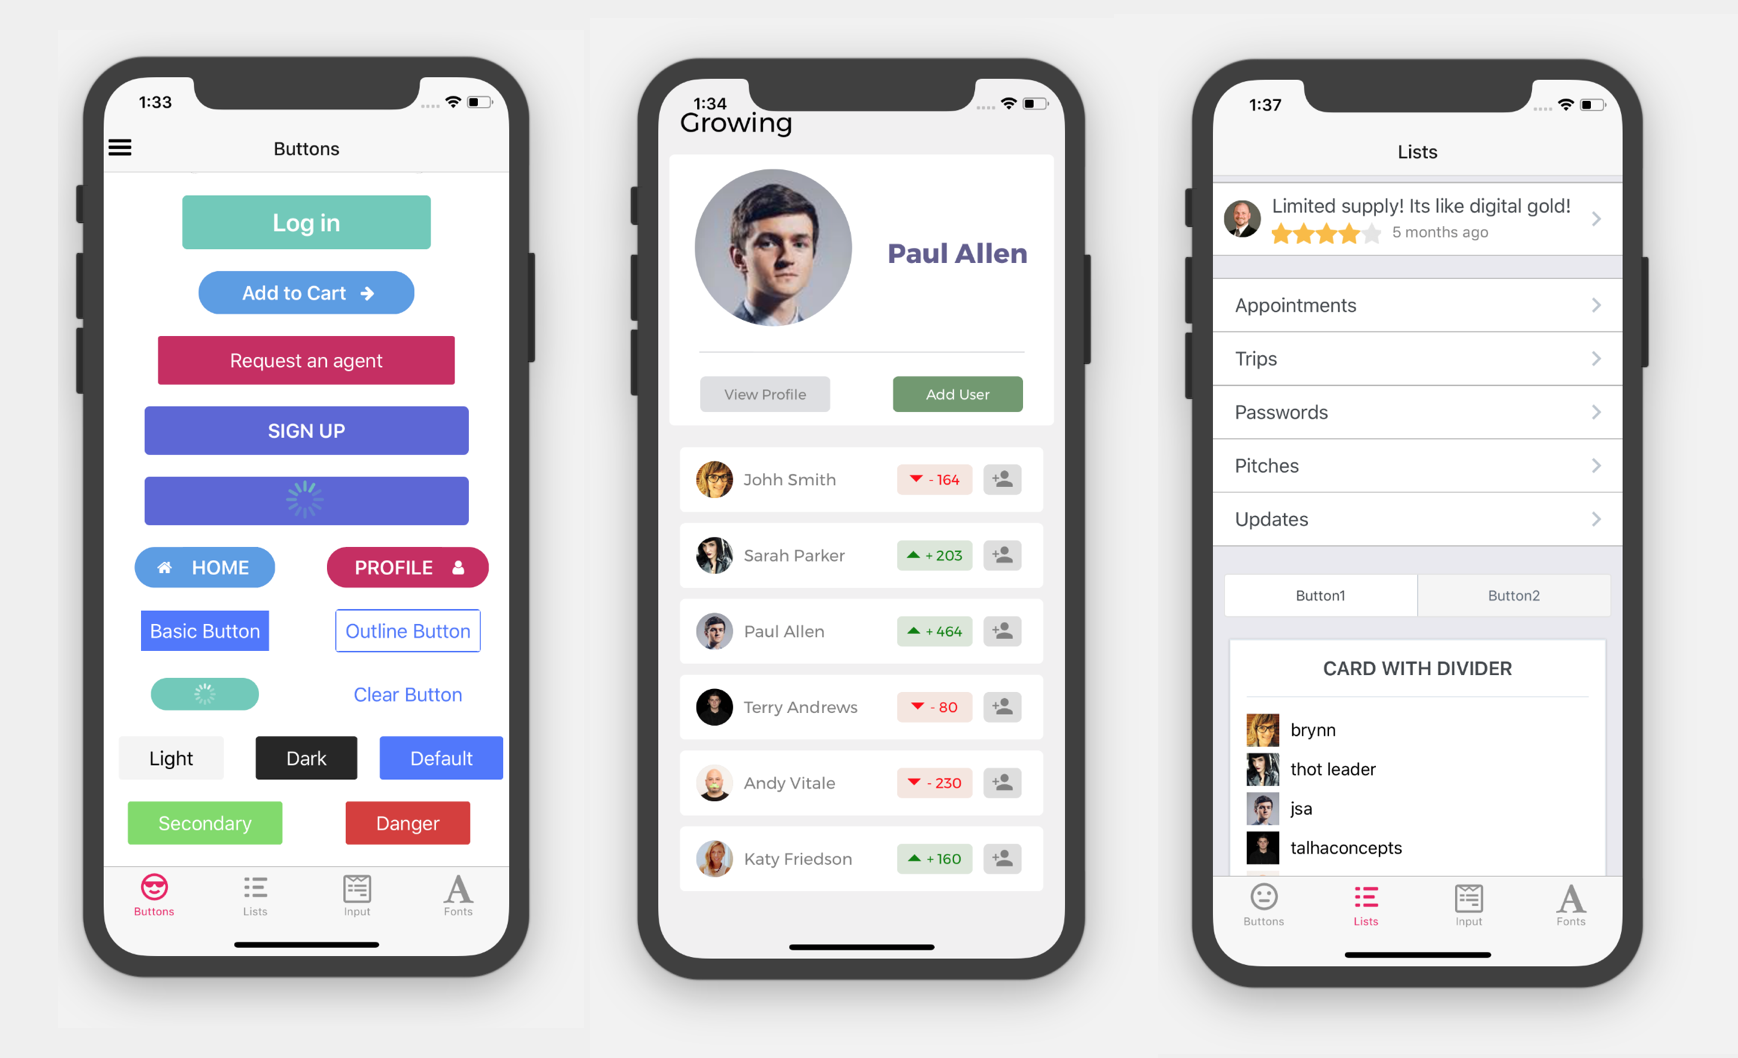 1:33
Buttons
Log in
Add to Cart
Request an agent
SIGN UP
HOME
PROFILE
Basic Button
Outline Button
Clear Button
Light
Dark
Default
Secondary
Danger
Buttons
Lists
Input
Fonts
1:34
Growing
Paul Allen
View Profile
Add User
Johh Smith
- 164
Sarah Parker
+ 203
Paul Allen
+ 464
Terry Andrews
- 80
Andy Vitale
- 230
Katy Friedson
+ 160
1:37
Lists
Limited supply! Its like digital gold!
5 months ago
Appointments
Trips
Passwords
Pitches
Updates
Button1
Button2
CARD WITH DIVIDER
brynn
thot leader
jsa
talhaconcepts
Buttons
Lists
Input
Fonts